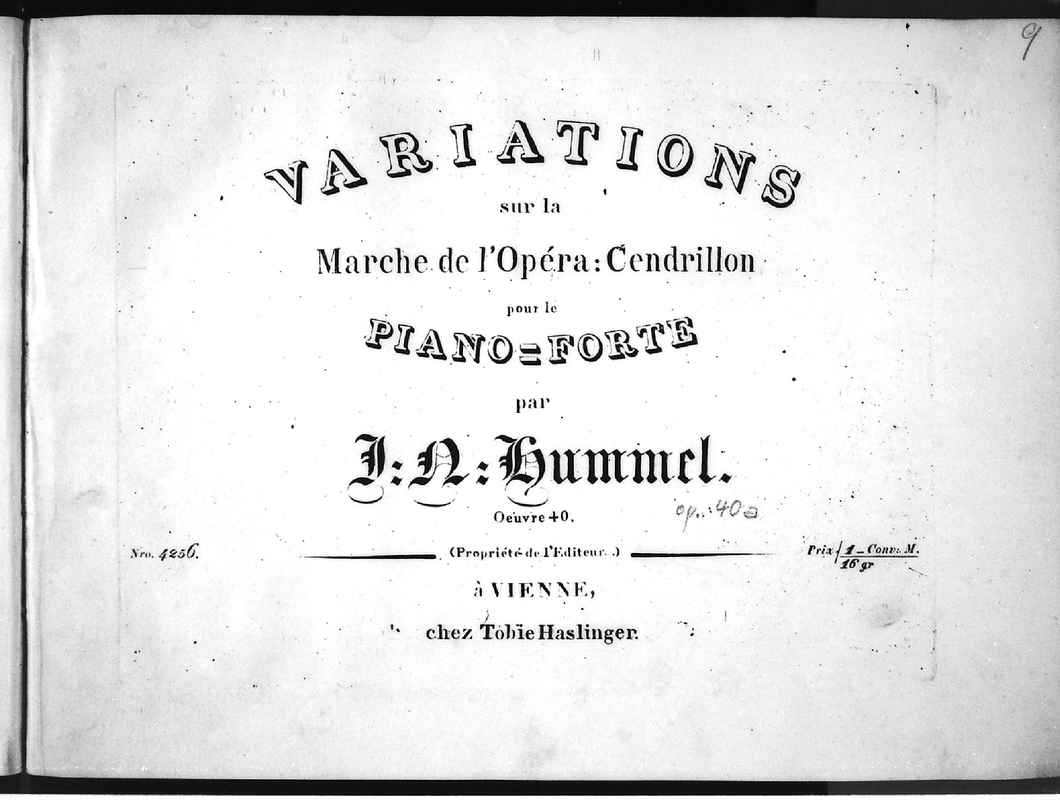 9
VARIATIONS
sur la
Marche de l'Opéra: Cendrillon
pour le
PIANO=FORTE
par
J: N: Hummel.
Oeuvre 40.
op.: 40a
Nro. 4256.
(Propriété de l'Editeur.)
Prix f 1_ Conv: M.
16 gr
à VIENNE,
chez Tobie Haslinger.